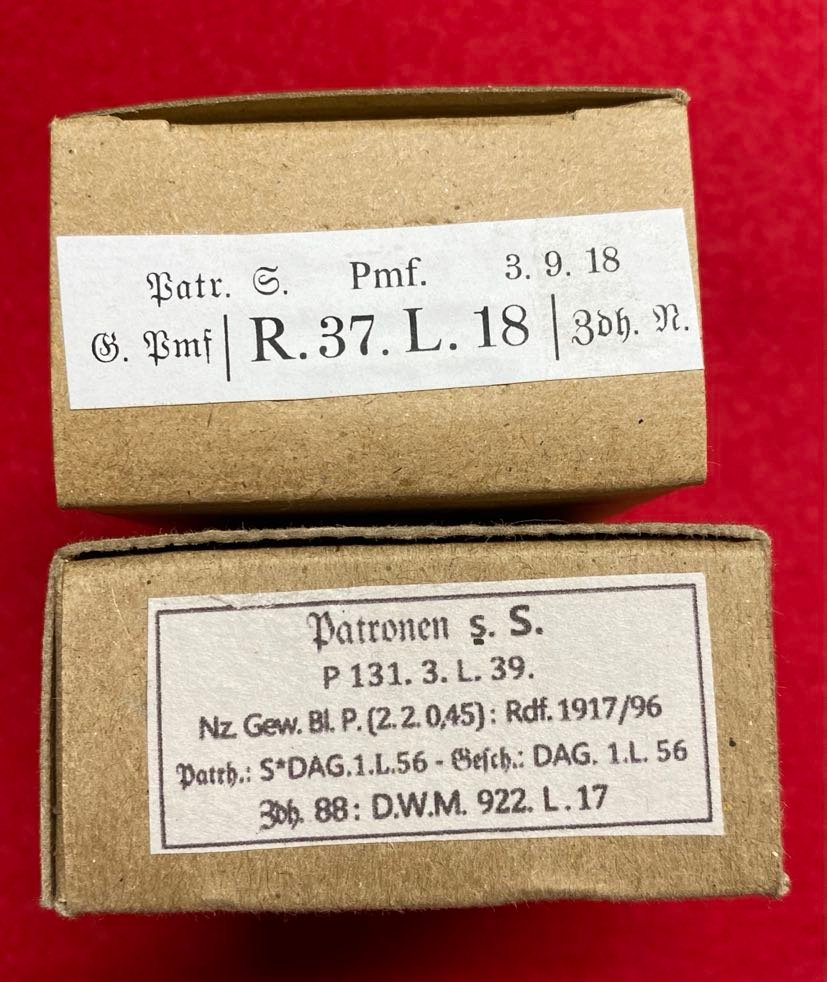 Patr. S. Pmf. 3. 9. 18
G. Pmf | R. 37. L. 18 | Zdh. N.
Patronen s. S.
P 131. 3. L. 39.
Nz. Gew. Bl. P. (2. 2. 0,45) : Rdf. 1917/96
Patrh.: S*DAG.1.L.56 - Gesch.: DAG. 1.L. 56
Zdh. 88 : D.W.M. 922. L.17